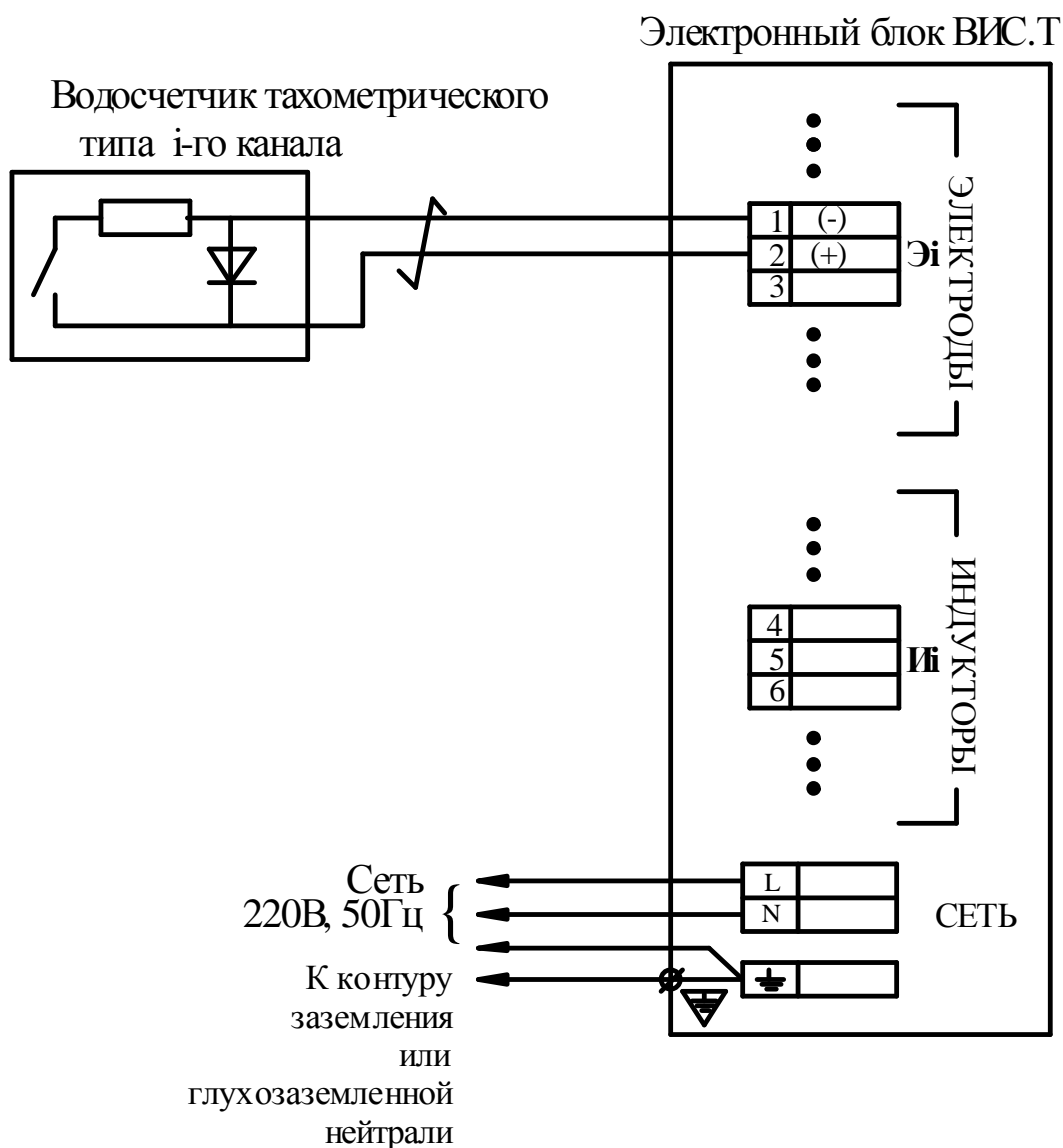 Электронный блок ВИС.Т
Водосчетчик тахометрического
типа i-го канала
1 (-)
2 (+)
3
Эi
ЭЛЕКТРОДЫ
4
5
6
Иi
ИНДУКТОРЫ
Сеть
220В, 50Гц
L
N
СЕТЬ
К контуру
заземления
или
глухозаземленной
нейтрали